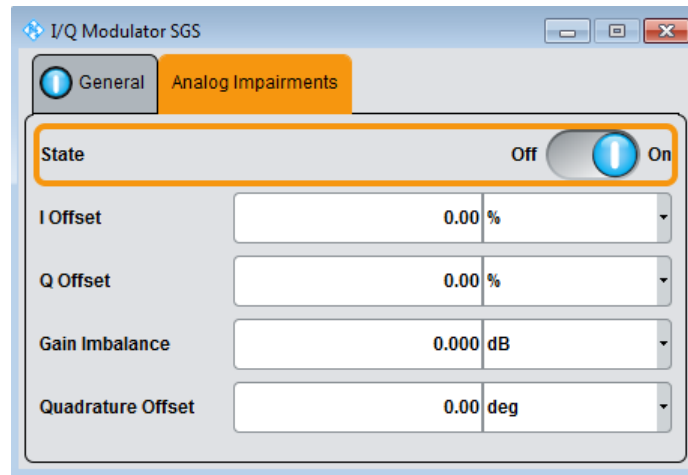 I/Q Modulator SGS
General Analog Impairments
State Off On
I Offset 0.00 %
Q Offset 0.00 %
Gain Imbalance 0.000 dB
Quadrature Offset 0.00 deg